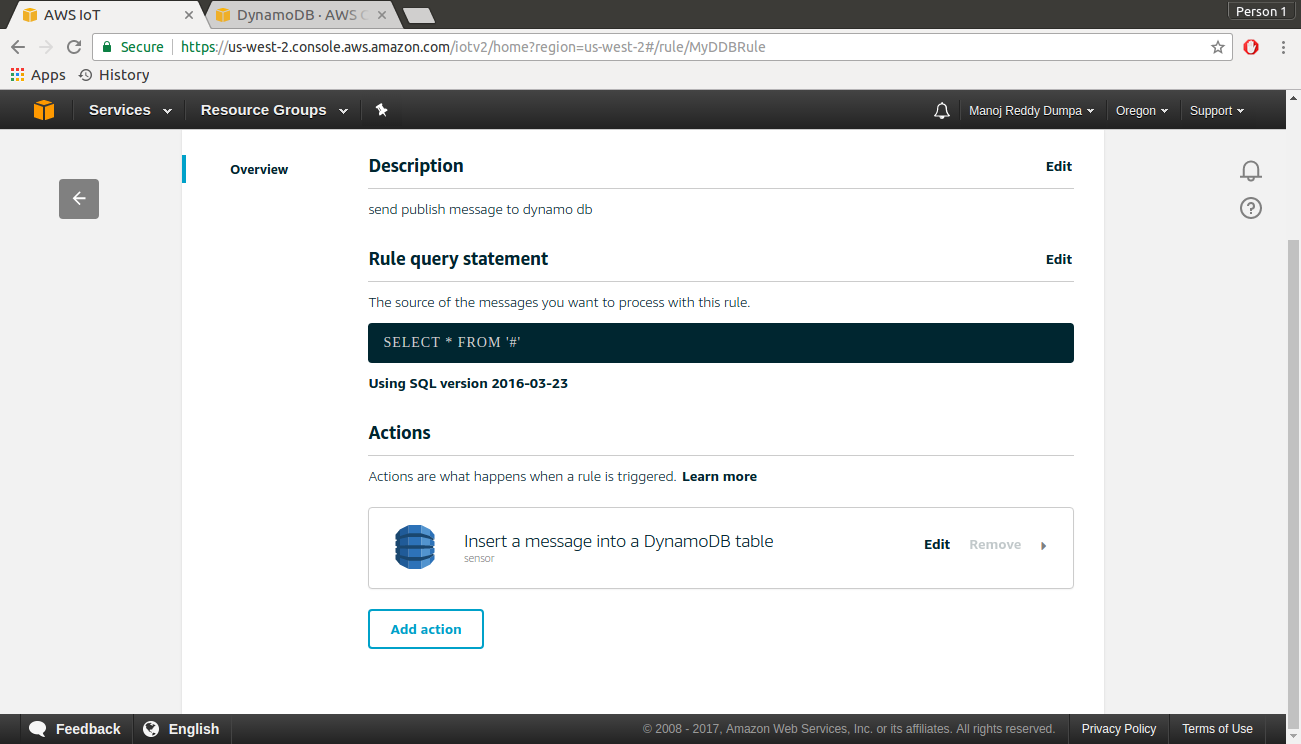 Person 1
AWS IoT
DynamoDB · AWS C
Secure
https://us-west-2.console.aws.amazon.com/iotv2/home?region=us-west-2#/rule/MyDDBRule
Apps History
Services Resource Groups Manoj Reddy Dumpa Oregon Support
Overview
Description Edit
send publish message to dynamo db
Rule query statement Edit
The source of the messages you want to process with this rule.
SELECT * FROM '#'
Using SQL version 2016-03-23
Actions
Actions are what happens when a rule is triggered. Learn more
Insert a message into a DynamoDB table
sensor
Edit Remove
Add action
Feedback English © 2008 - 2017, Amazon Web Services, Inc. or its affiliates. All rights reserved. Privacy Policy Terms of Use